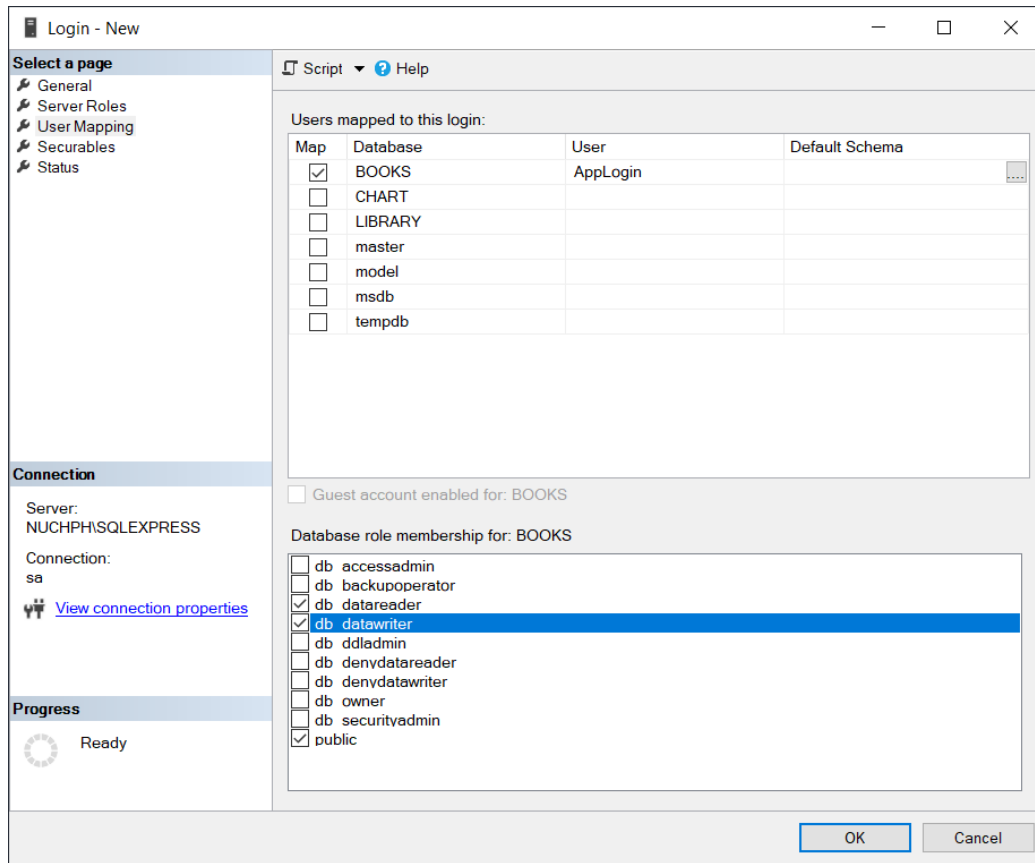 Login - New
Select a page
General
Server Roles
User Mapping
Securables
Status
Script Help
Users mapped to this login:
Map Database User Default Schema
BOOKS AppLogin ....
CHART
LIBRARY
master
model
msdb
tempdb
Guest account enabled for: BOOKS
Database role membership for: BOOKS
db_accessadmin
db_backupoperator
db_datareader
db_datawriter
db_ddladmin
db_denydatareader
db_denydatawriter
db_owner
db_securityadmin
public
Connection
Server:
NUCHPH\SQLEXPRESS
Connection:
sa
View connection properties
Progress
Ready
OK Cancel